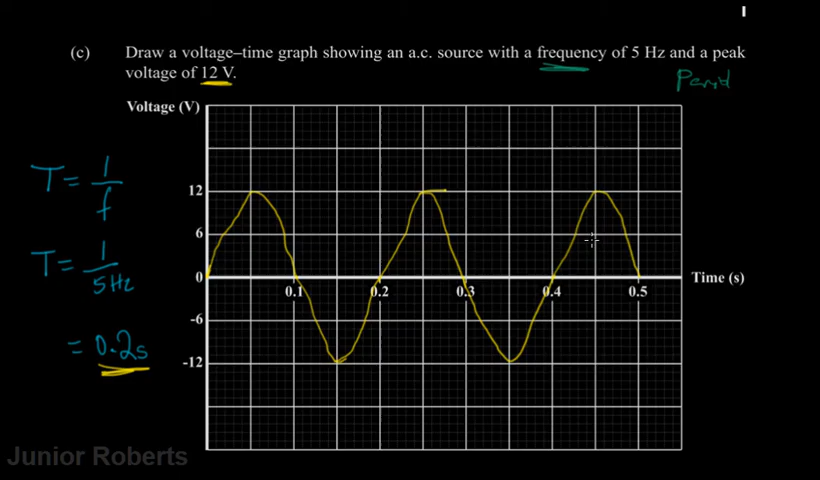 (c) Draw a voltage–time graph showing an a.c. source with a frequency of 5 Hz and a peak
voltage of 12 V.
Period
Voltage (V)
T = 1/f
T = 1/5Hz
= 0.2s
12
6
0
-6
-12
0.1 0.2 0.3 0.4 0.5
Time (s)
Junior Roberts